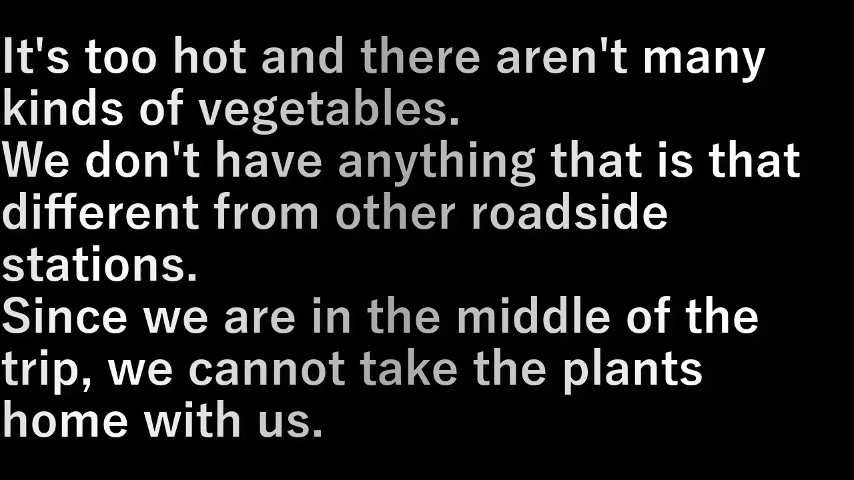 It's too hot and there aren't many
kinds of vegetables.
We don't have anything that is that
different from other roadside
stations.
Since we are in the middle of the
trip, we cannot take the plants
home with us.